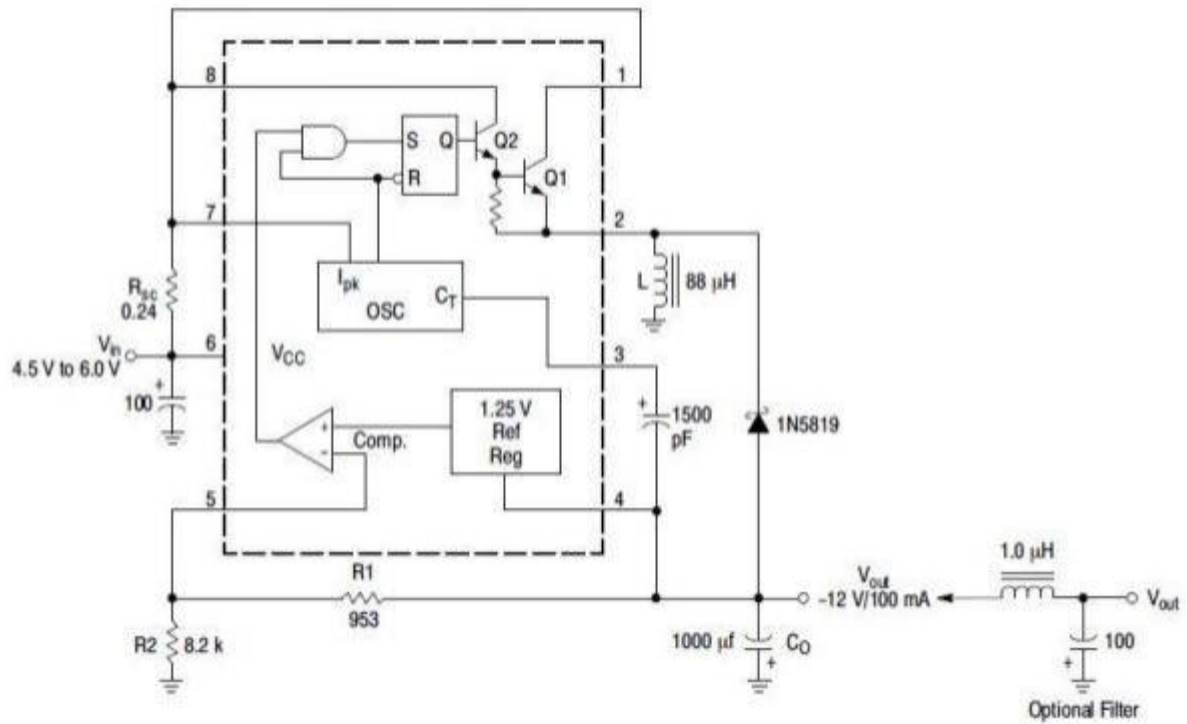 8
1
S
Q
Q2
R
Q1
7
2
Ipk
CT
OSC
L
88 µH
Rsc
0.24
Vin
4.5 V to 6.0 V
6
VCC
3
100
+
1.25 V
Ref
Reg
+
1500
pF
1N5819
+
Comp.
-
5
4
R1
953
1.0 µH
Vout
-12 V/100 mA
Vout
R2
8.2 k
1000 µf
CO
+
100
+
Optional Filter